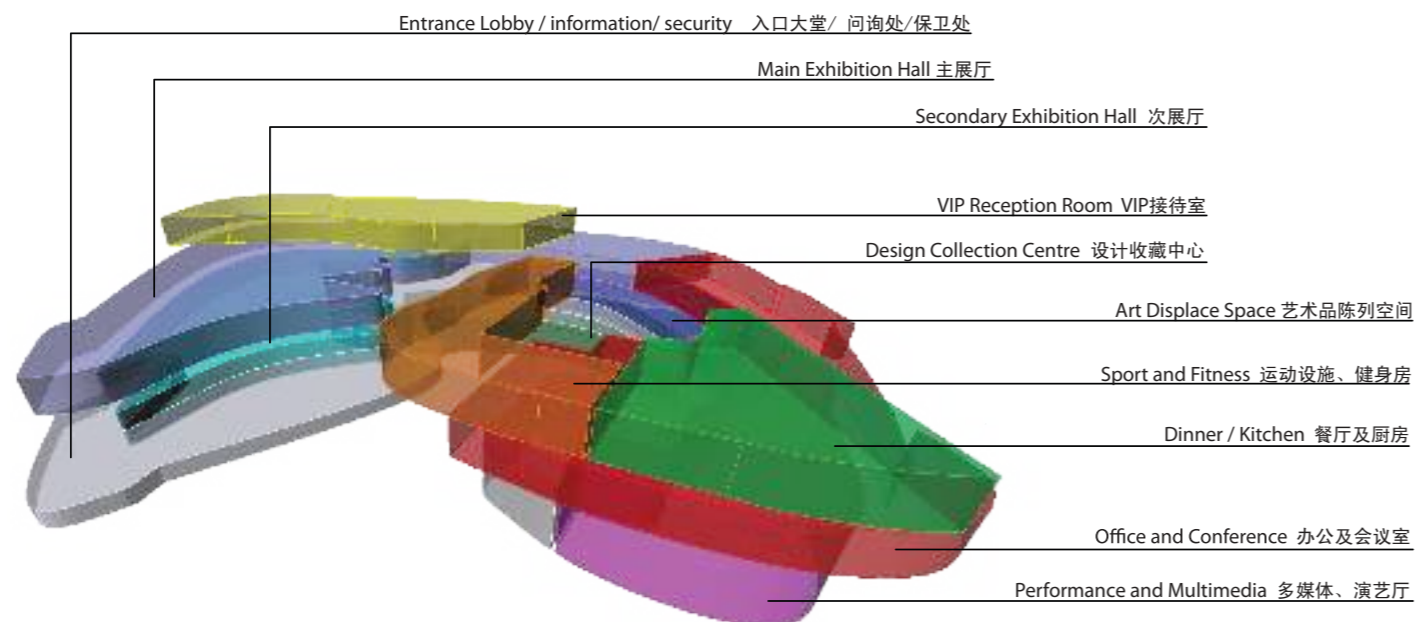 Entrance Lobby / information/ security 入口大堂/ 问询处/保卫处
Main Exhibition Hall 主展厅
Secondary Exhibition Hall 次展厅
VIP Reception Room VIP接待室
Design Collection Centre 设计收藏中心
Art Displace Space 艺术品陈列空间
Sport and Fitness 运动设施、健身房
Dinner / Kitchen 餐厅及厨房
Office and Conference 办公及会议室
Performance and Multimedia 多媒体、演艺厅